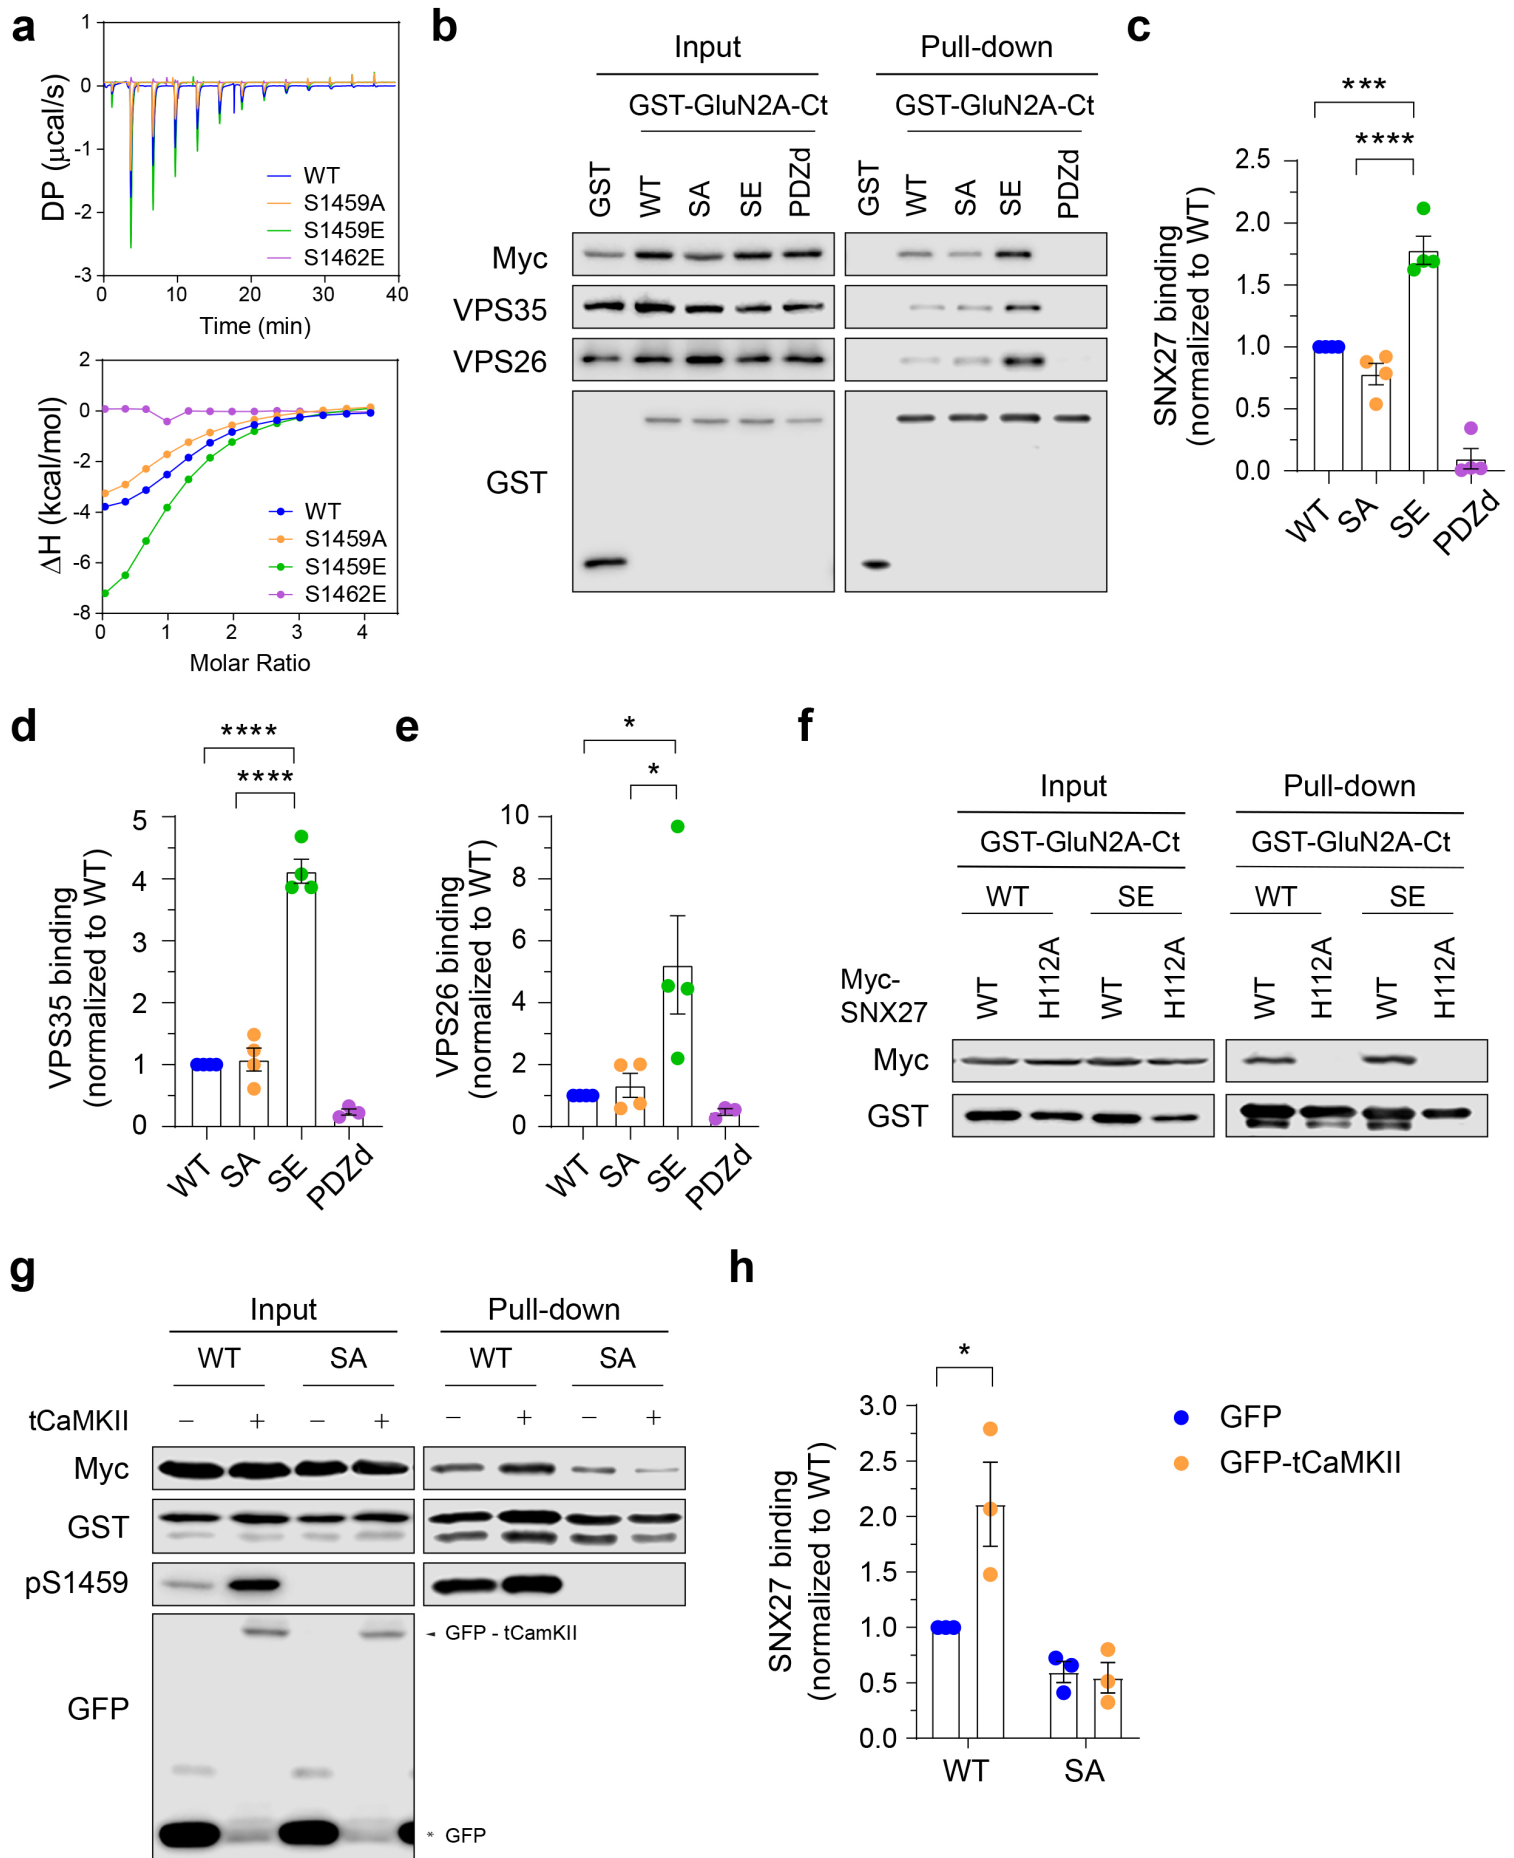 a
1
0
-1
-2
-3
DP (µcal/s)
WT
S1459A
S1459E
S1462E
0 10 20 30 40
Time (min)
2
0
-2
-4
-6
-8
ΔH (kcal/mol)
WT
S1459A
S1459E
S1462E
0 1 2 3 4
Molar Ratio
b
Input Pull-down
GST-GluN2A-Ct GST-GluN2A-Ct
GST WT SA SE PDZd GST WT SA SE PDZd
Myc
VPS35
VPS26
GST
c
***
****
2.5
2.0
1.5
1.0
0.5
0.0
SNX27 binding
(normalized to WT)
WT SA SE PDZd
d
****
****
5
4
3
2
1
0
VPS35 binding
(normalized to WT)
WT SA SE PDZd
e
*
*
10
8
6
4
2
0
VPS26 binding
(normalized to WT)
WT SA SE PDZd
f
Input Pull-down
GST-GluN2A-Ct GST-GluN2A-Ct
WT SE WT SE
Myc-
SNX27
WT H112A WT H112A WT H112A WT H112A
Myc
GST
g
Input Pull-down
WT SA WT SA
tCaMKII − + − + − + − +
Myc
GST
pS1459
GFP
◄ GFP - tCamKII
* GFP
h
*
3.0
2.5
2.0
1.5
1.0
0.5
0.0
SNX27 binding
(normalized to WT)
WT SA
GFP
GFP-tCaMKII